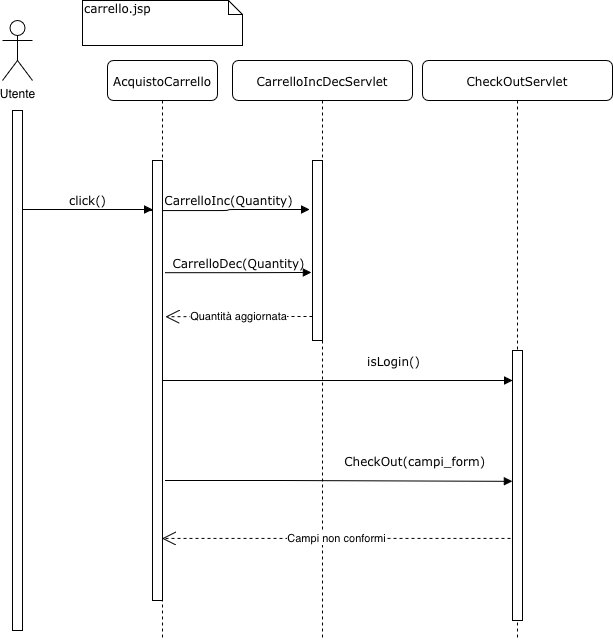 carrello.jsp
Utente
AcquistoCarrello
CarrelloIncDecServlet
CheckOutServlet
click()
CarrelloInc(Quantity)
CarrelloDec(Quantity)
Quantità aggiornata
isLogin()
CheckOut(campi_form)
Campi non conformi